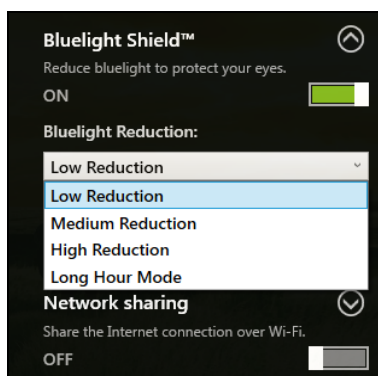 Bluelight Shield™
Reduce bluelight to protect your eyes.
ON
Bluelight Reduction:
Low Reduction
Low Reduction
Medium Reduction
High Reduction
Long Hour Mode
Network sharing
Share the Internet connection over Wi-Fi.
OFF